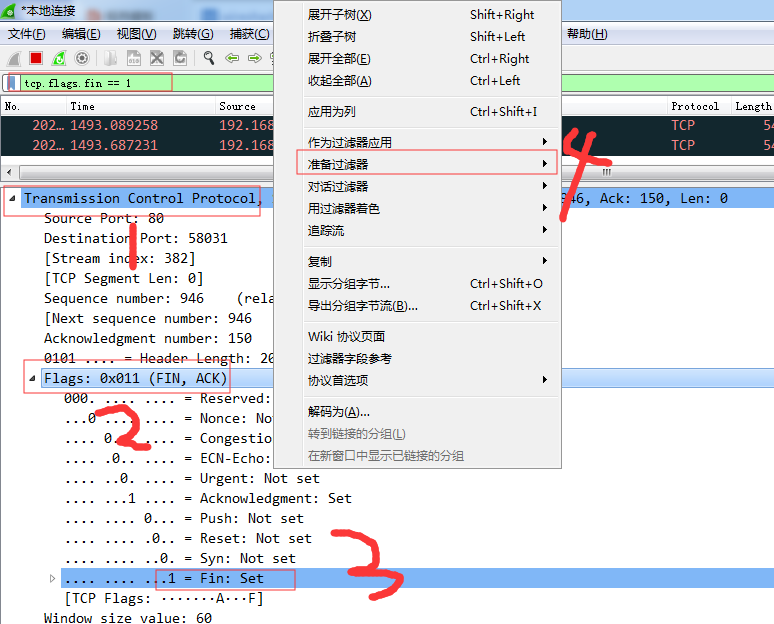 *本地连接
文件(F) 编辑(E) 视图(V) 跳转(G) 捕获(C) 帮助(H)
tcp.flags.fin == 1
No. Time Source Protocol Length
202… 1493.089258 192.168 TCP 54
202… 1493.687231 192.168 TCP 54
展开子树(X) Shift+Right
折叠子树 Shift+Left
展开全部(E) Ctrl+Right
收起全部(A) Ctrl+Left
应用为列 Ctrl+Shift+I
作为过滤器应用
准备过滤器
对话过滤器
用过滤器着色
追踪流
复制
显示分组字节... Ctrl+Shift+O
导出分组字节流(B)... Ctrl+Shift+X
Wiki 协议页面
过滤器字段参考
协议首选项
解码为(A)...
转到链接的分组(L)
在新窗口中显示已链接的分组
4
Transmission Control Protocol, 946, Ack: 150, Len: 0
1
Source Port: 80
Destination Port: 58031
[Stream index: 382]
[TCP Segment Len: 0]
Sequence number: 946 (rela
[Next sequence number: 946
Acknowledgment number: 150
0101 .... = Header Length: 20
Flags: 0x011 (FIN, ACK)
2
000. .... .... = Reserved:
...0 .... .... = Nonce: No
.... 0... .... = Congestio
.... .0.. .... = ECN-Echo:
.... ..0. .... = Urgent: Not set
.... ...1 .... = Acknowledgment: Set
.... .... 0... = Push: Not set
.... .... .0.. = Reset: Not set
.... .... ..0. = Syn: Not set
3
.... .... ...1 = Fin: Set
[TCP Flags: ·······A···F]
Window size value: 60